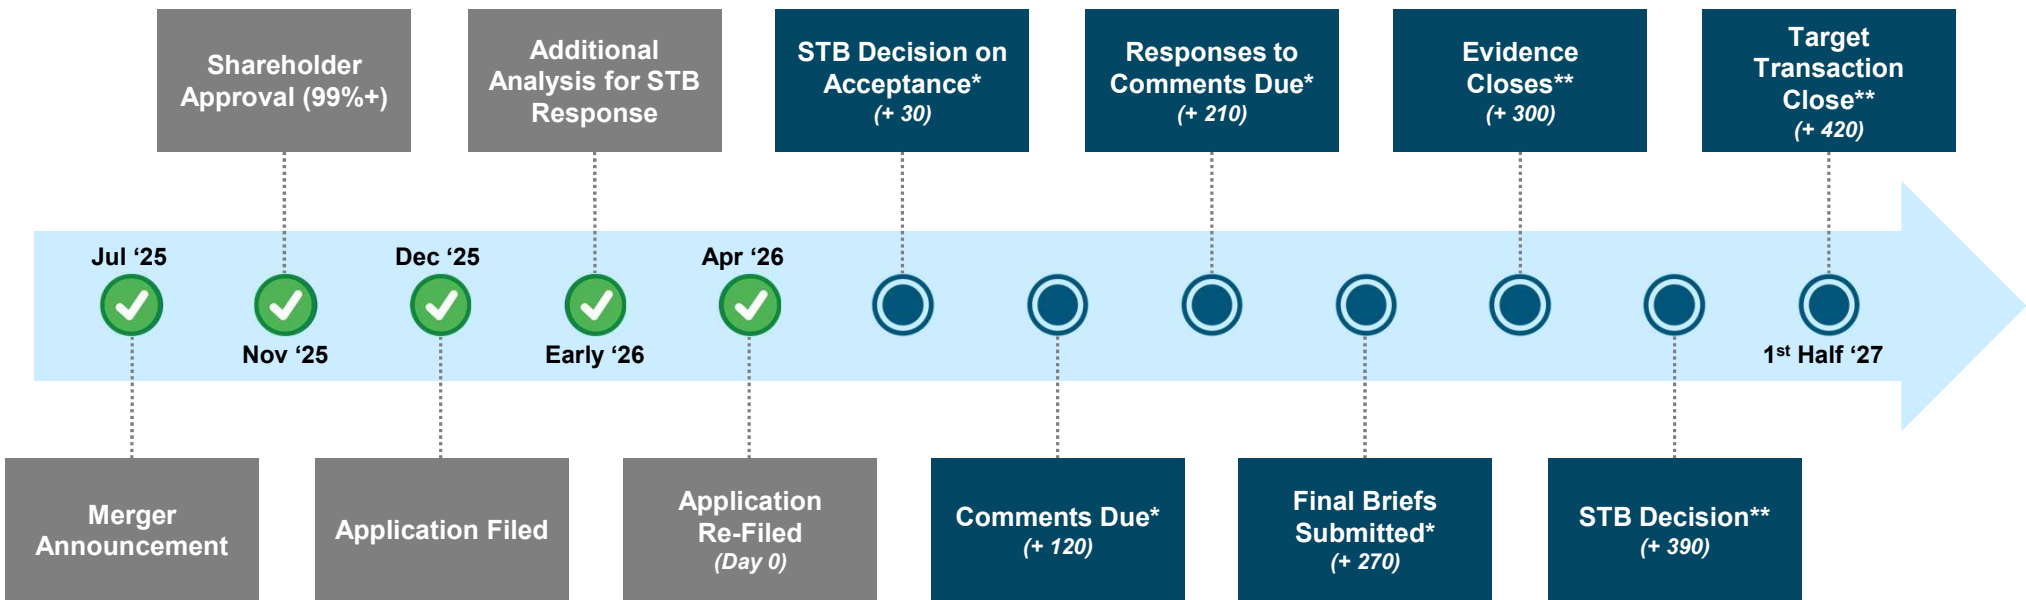 Shareholder
Approval (99%+)
Additional
Analysis for STB
Response
STB Decision on
Acceptance*
(+ 30)
Responses to
Comments Due*
(+ 210)
Evidence
Closes**
(+ 300)
Target
Transaction
Close**
(+ 420)
Jul ‘25
Dec ‘25
Apr ‘26
Nov ‘25
Early ‘26
1st Half ‘27
Merger
Announcement
Application Filed
Application
Re-Filed
(Day 0)
Comments Due*
(+ 120)
Final Briefs
Submitted*
(+ 270)
STB Decision**
(+ 390)